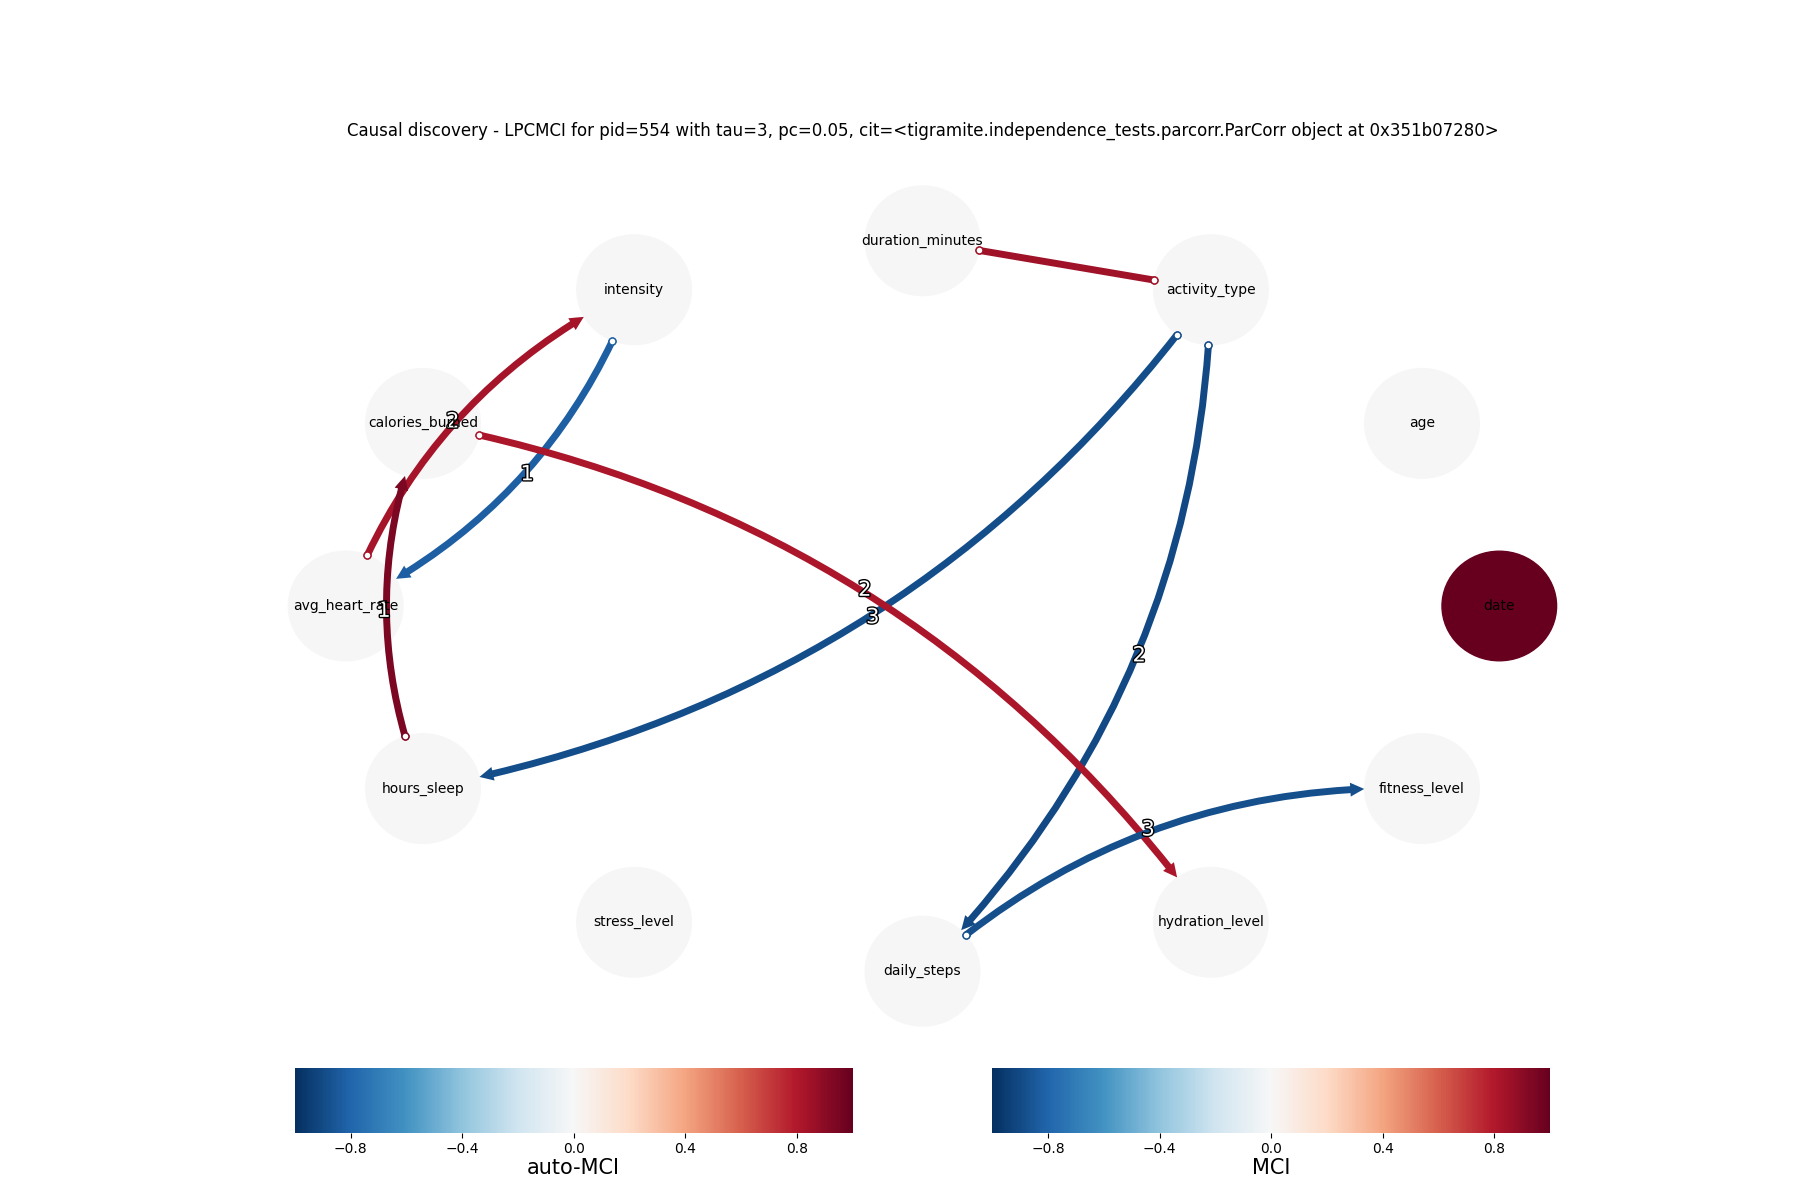 Causal discovery - LPCMCI for pid=554 with tau=3, pc=0.05, cit=<tigramite.independence_tests.parcorr.ParCorr object at 0x351b07280>
duration_minutes
intensity
activity_type
2
calories_burned
age
1
2
avg_heart_rate
1
date
3
2
hours_sleep
fitness_level
3
stress_level
hydration_level
daily_steps
−0.8 −0.4 0.0 0.4 0.8
auto-MCI
−0.8 −0.4 0.0 0.4 0.8
MCI